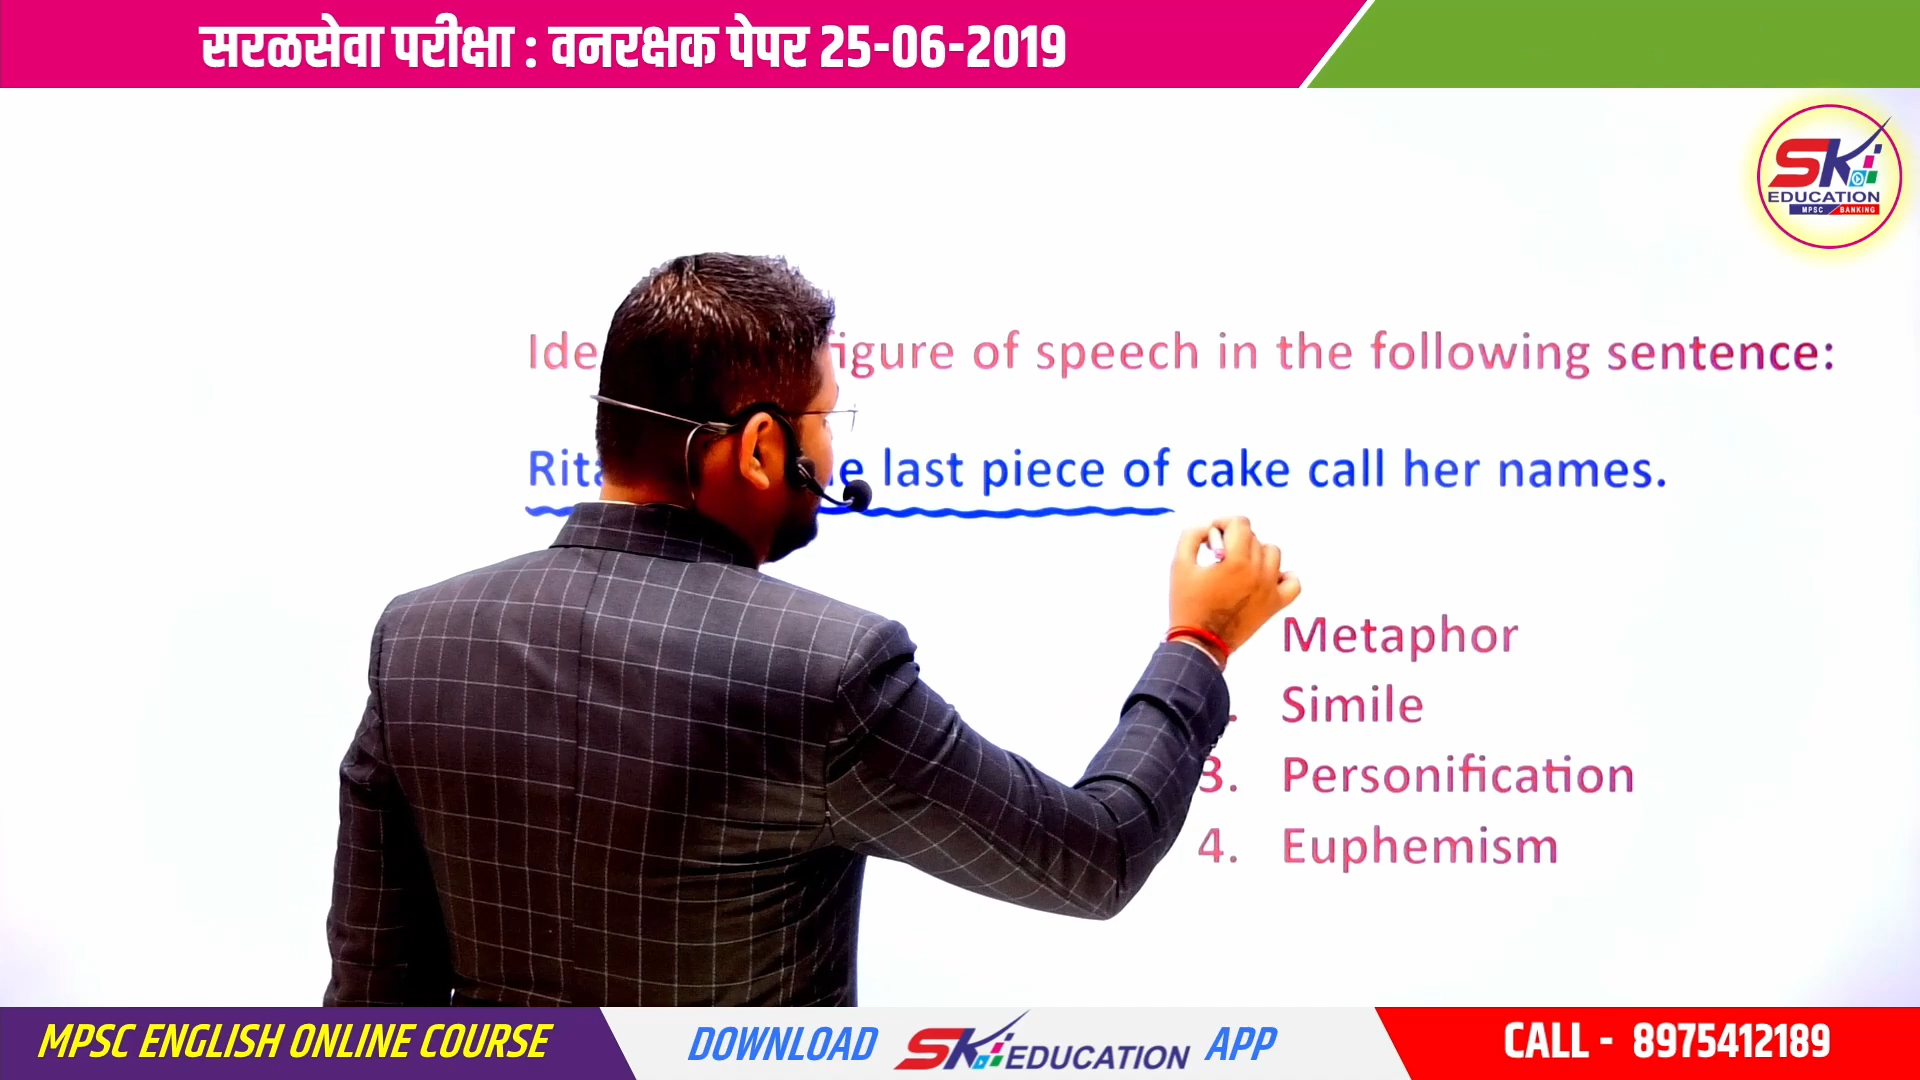 सरळसेवा परीक्षा : वनरक्षक पेपर 25-06-2019
SK
EDUCATION
MPSC BANKING
igure of speech in the following sentence:
last piece of cake call her names.
Metaphor
Simile
3. Personification
4. Euphemism
MPSC ENGLISH ONLINE COURSE
DOWNLOAD SK EDUCATION APP
CALL - 8975412189